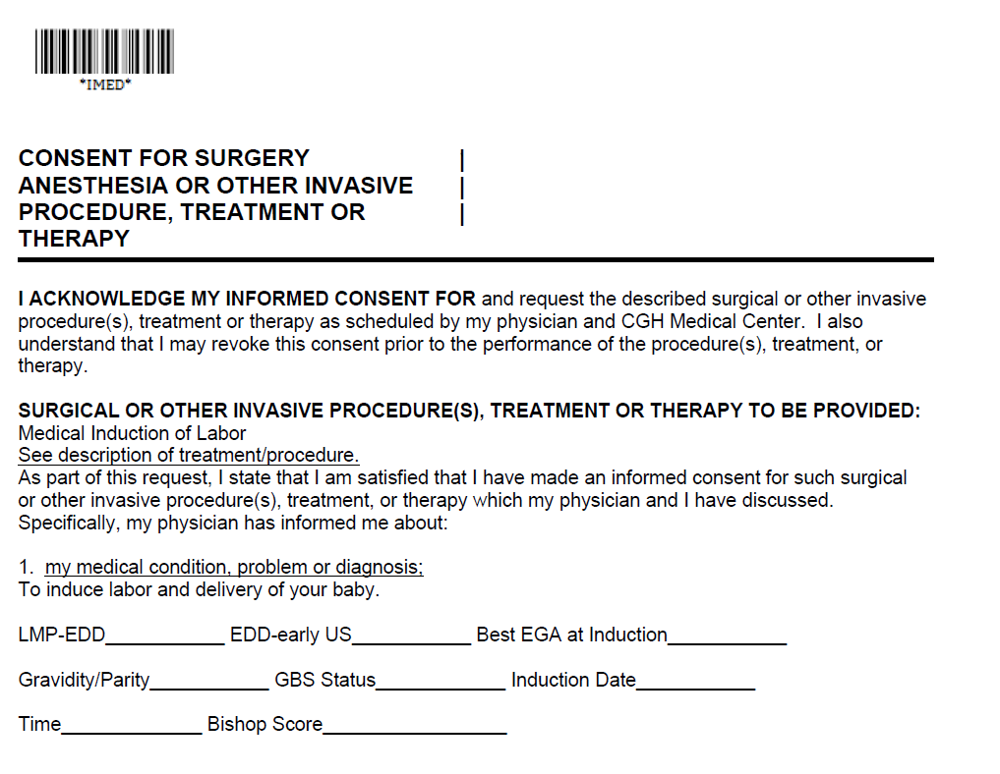 *IMED*
CONSENT FOR SURGERY |
ANESTHESIA OR OTHER INVASIVE |
PROCEDURE, TREATMENT OR |
THERAPY
I ACKNOWLEDGE MY INFORMED CONSENT FOR and request the described surgical or other invasive
procedure(s), treatment or therapy as scheduled by my physician and CGH Medical Center. I also
understand that I may revoke this consent prior to the performance of the procedure(s), treatment, or
therapy.
SURGICAL OR OTHER INVASIVE PROCEDURE(S), TREATMENT OR THERAPY TO BE PROVIDED:
Medical Induction of Labor
See description of treatment/procedure.
As part of this request, I state that I am satisfied that I have made an informed consent for such surgical
or other invasive procedure(s), treatment, or therapy which my physician and I have discussed.
Specifically, my physician has informed me about:
1. my medical condition, problem or diagnosis;
To induce labor and delivery of your baby.
LMP-EDD___________ EDD-early US___________ Best EGA at Induction___________
Gravidity/Parity___________ GBS Status____________ Induction Date___________
Time_____________ Bishop Score_________________